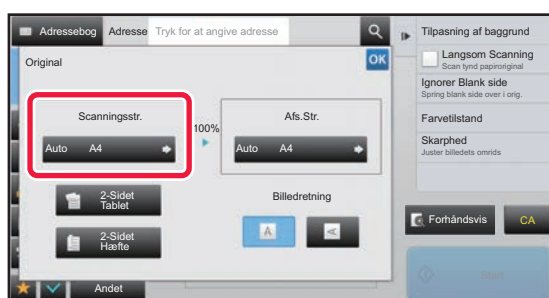 Adressebog Adresse Tryk for at angive adresse
Original OK
Scanningsstr.
Auto A4
100%
Afs.Str.
Auto A4
2-Sidet
Tablet
2-Sidet
Hæfte
Billedretning
A
A
Andet
Tilpasning af baggrund
Langsom Scanning
Scan tynd papiroriginal
Ignorer Blank side
Spring blank side over i orig.
Farvetilstand
Skarphed
Juster billedets omrids
Forhåndsvis
CA
Start